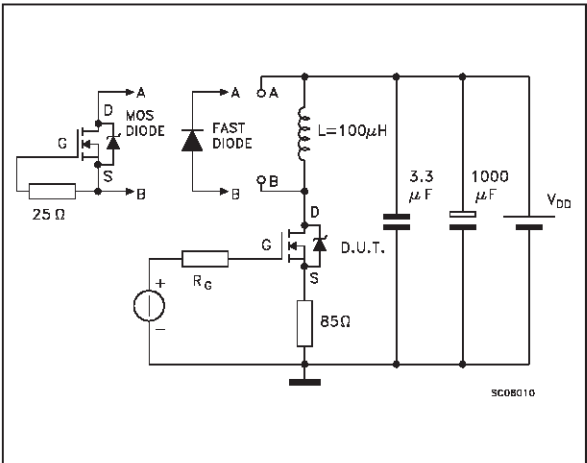 A
D
MOS
DIODE
G
S
B
25 Ω
A
FAST
DIODE
B
A
L=100μH
B
D
G
D.U.T.
S
R_G
+
−
85Ω
3.3
μF
1000
μF
V_DD
SC08010